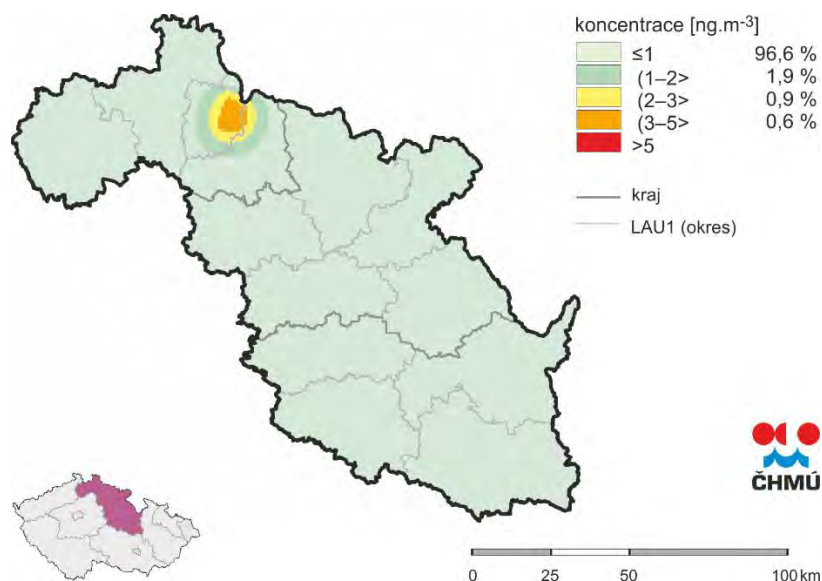 koncentrace [ng.m-³]
≤1 96,6 %
(1–2> 1,9 %
(2–3> 0,9 %
(3–5> 0,6 %
>5
kraj
LAU1 (okres)
ČHMÚ
0 25 50 100 km